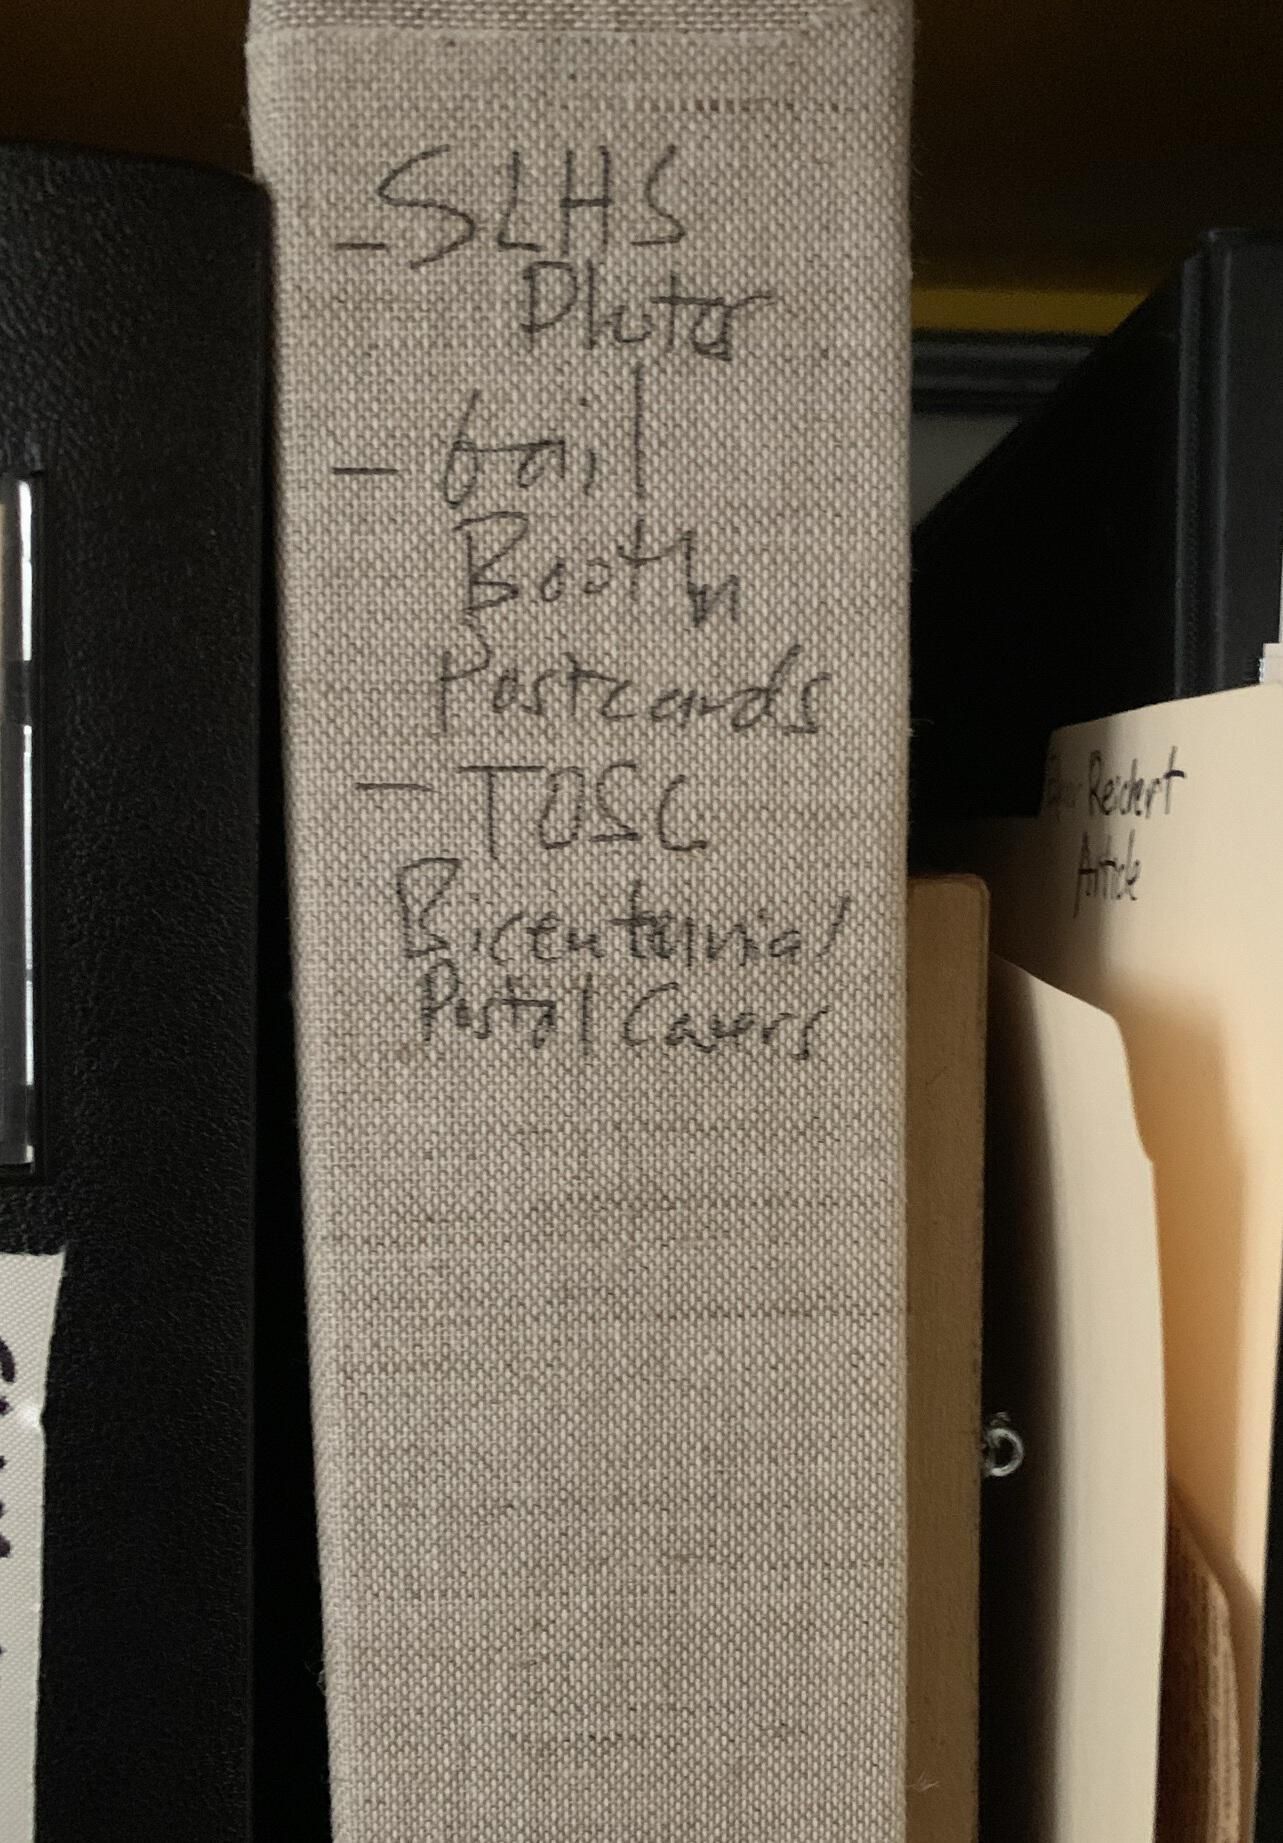 - SLHS
Photos
- Gail
Booth
Postcards
- TOSC
Bicentennial
Postal Covers
Reichert
Article